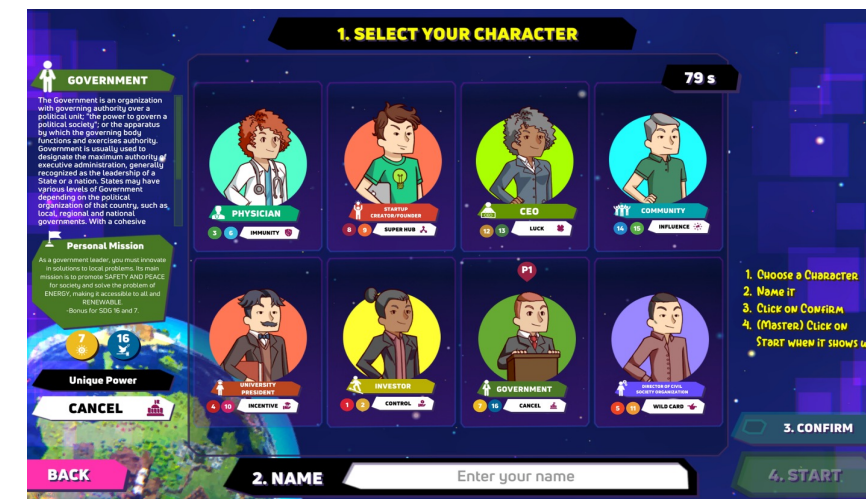 1. SELECT YOUR CHARACTER
79 s
GOVERNMENT
The Government is an organization
with governing authority over a
political unit; "the power to govern a
political society"; or the apparatus
by which the governing body
functions and exercises authority.
Government is usually used to
designate the maximum authority of
executive administration, generally
recognized as the leadership of a
State or a nation. States may have
various levels of Government
depending on the political
organization of that country, such as
local, regional and national
governments. With a cohesive
Personal Mission
As a government leader, you must innovate
in solutions to local problems. Its main
mission is to promote SAFETY AND PEACE
for society and solve the problem of
ENERGY, making it accessible to all and
RENEWABLE.
-Bonus for SDG 16 and 7.
7 16
Unique Power
CANCEL
BACK
PHYSICIAN
3 6 IMMUNITY
STARTUP
CREATOR/FOUNDER
8 9 SUPER HUB
CEO
12 13 LUCK
COMMUNITY
14 15 INFLUENCE
UNIVERSITY
PRESIDENT
4 10 INCENTIVE
INVESTOR
1 2 CONTROL
P1
GOVERNMENT
7 16 CANCEL
DIRECTOR OF CIVIL
SOCIETY ORGANIZATION
5 11 WILD CARD
1. Choose a Character
2. Name it
3. Click on Confirm
4. (Master) Click on
Start when it shows u
3. CONFIRM
2. NAME
Enter your name
4. START